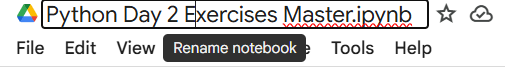 Python Day 2 Exercises Master.ipynb
File Edit View Rename notebook Tools Help